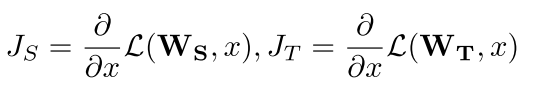 $J_S = \frac{\partial}{\partial x} \mathcal{L}(\mathbf{W_S}, x), J_T = \frac{\partial}{\partial x} \mathcal{L}(\mathbf{W_T}, x)$